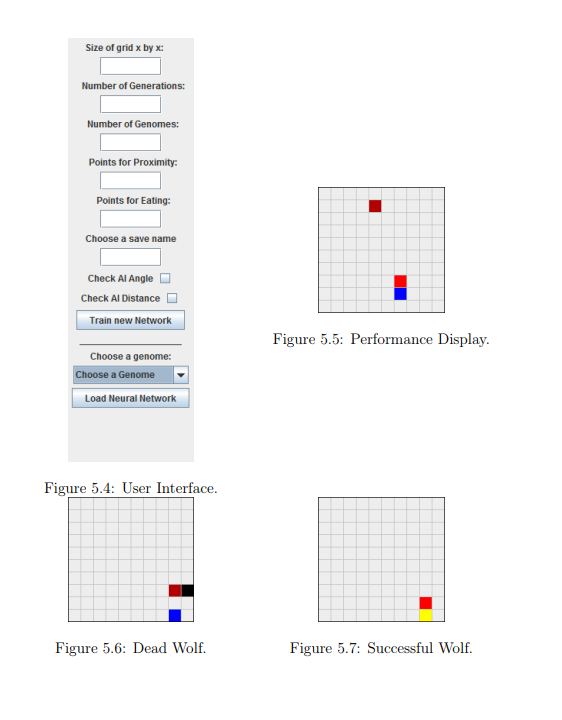 Size of grid x by x:
Number of Generations:
Number of Genomes:
Points for Proximity:
Points for Eating:
Choose a save name
Check AI Angle
Check AI Distance
Train new Network
Choose a genome:
Choose a Genome
Load Neural Network
Figure 5.4: User Interface.
Figure 5.5: Performance Display.
Figure 5.6: Dead Wolf.
Figure 5.7: Successful Wolf.